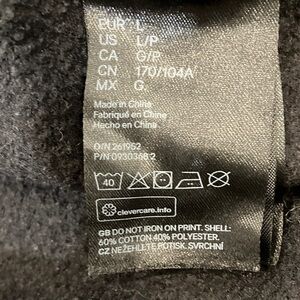 EUR L
US L/P
CA G/P
CN 170/104A
MX G.
Made in China
Fabriqué en Chine
Hecho en China
O/N 261952
P/N 0930368 2
40
clevercare.info
GB DO NOT IRON ON PRINT. SHELL:
60% COTTON 40% POLYESTER.
CZ NEŽEHLLTE POTISK. SVRCHNÍ